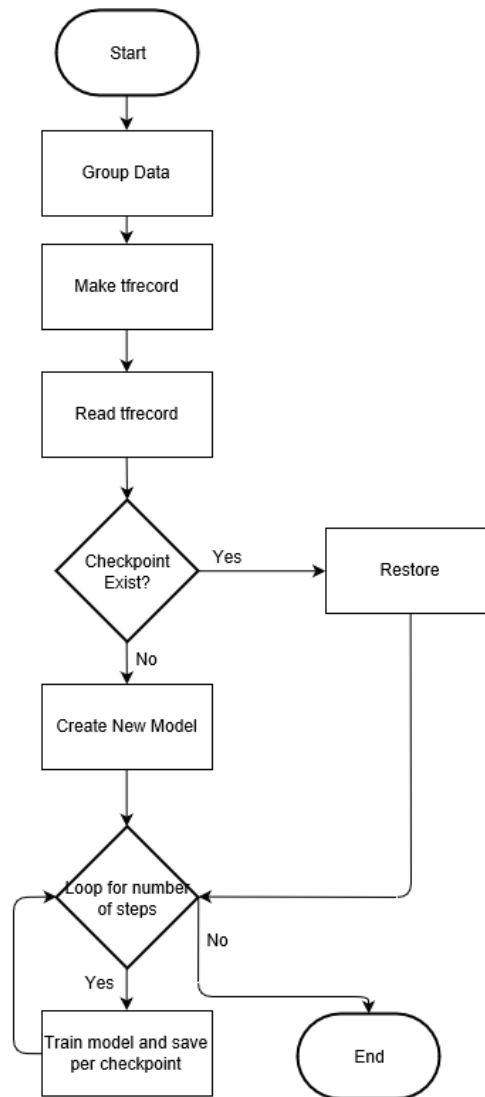 Start
Group Data
Make tfrecord
Read tfrecord
Checkpoint
Exist?
Yes
Restore
No
Create New Model
Loop for number
of steps
No
Yes
Train model and save
per checkpoint
End